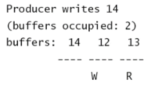 Producer writes 14
(buffers occupied: 2)
buffers: 14 12 13
---- ---- ----
W R